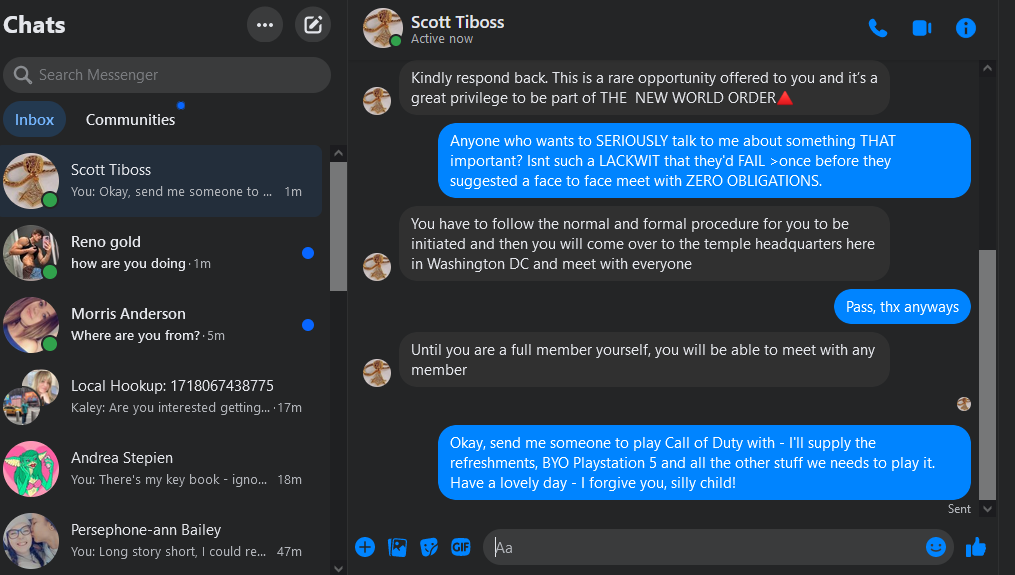 Chats
Search Messenger
Inbox
Communities
Scott Tiboss
You: Okay, send me someone to ... 1m
Reno gold
how are you doing · 1m
Morris Anderson
Where are you from? · 5m
Local Hookup: 1718067438775
Kaley: Are you interested getting... · 17m
Andrea Stepien
You: There's my key book - igno... 18m
Persephone-ann Bailey
You: Long story short, I could re... 47m
Scott Tiboss
Active now
Kindly respond back. This is a rare opportunity offered to you and it's a
great privilege to be part of THE NEW WORLD ORDER🔺
Anyone who wants to SERIOUSLY talk to me about something THAT
important? Isnt such a LACKWIT that they'd FAIL >once before they
suggested a face to face meet with ZERO OBLIGATIONS.
You have to follow the normal and formal procedure for you to be
initiated and then you will come over to the temple headquarters here
in Washington DC and meet with everyone
Pass, thx anyways
Until you are a full member yourself, you will be able to meet with any
member
Okay, send me someone to play Call of Duty with - I'll supply the
refreshments, BYO Playstation 5 and all the other stuff we needs to play it.
Have a lovely day - I forgive you, silly child!
Sent
GIF
Aa